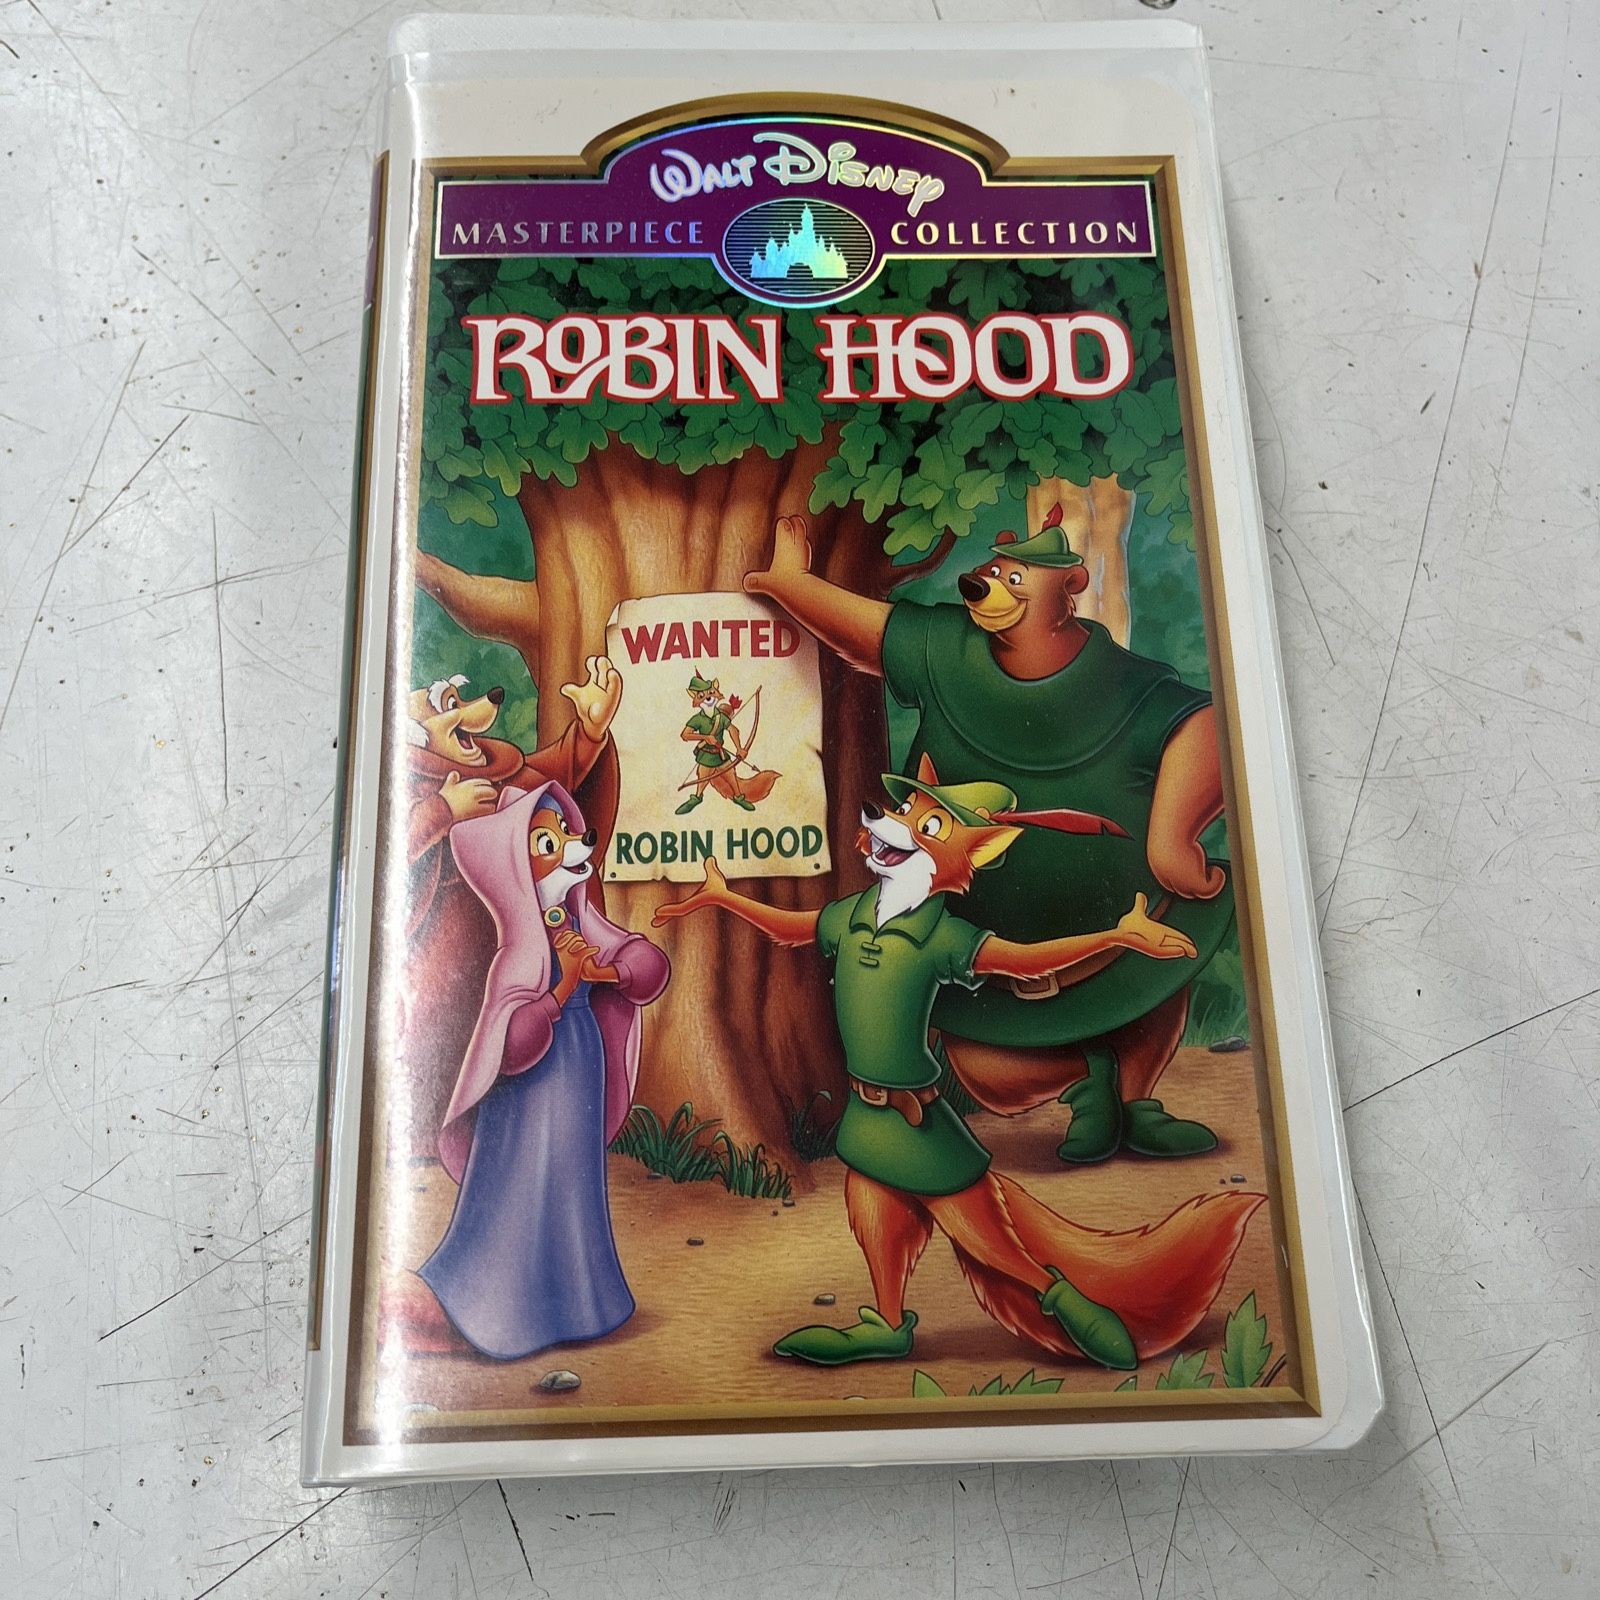 WALT DISNEY
MASTERPIECE COLLECTION
ROBIN HOOD
WANTED
ROBIN HOOD